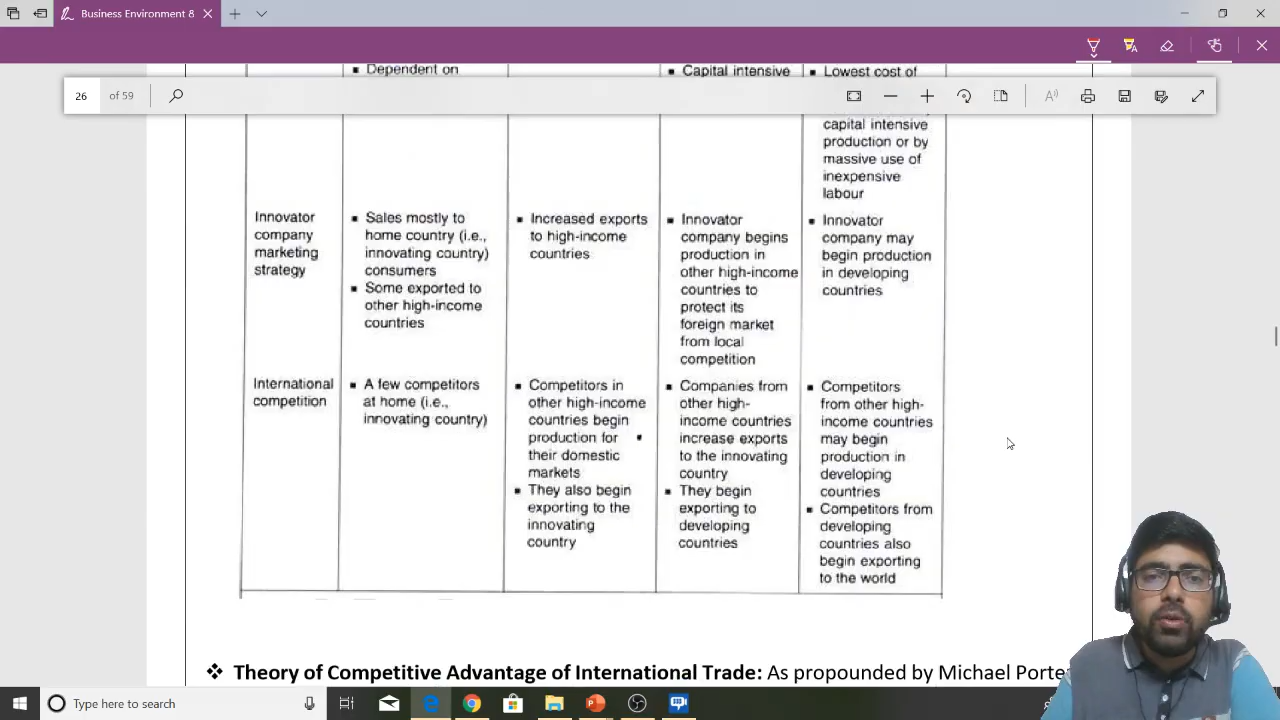 Business Environment 8
26 of 59
Dependent on
Capital intensive
Lowest cost of
capital intensive
production or by
massive use of
inexpensive
labour
Innovator
company
marketing
strategy
Sales mostly to
home country (i.e.,
innovating country)
consumers
Some exported to
other high-income
countries
Increased exports
to high-income
countries
Innovator
company begins
production in
other high-income
countries to
protect its
foreign market
from local
competition
Innovator
company may
begin production
in developing
countries
International
competition
A few competitors
at home (i.e.,
innovating country)
Competitors in
other high-income
countries begin
production for
their domestic
markets
They also begin
exporting to the
innovating
country
Companies from
other high-
income countries
increase exports
to the innovating
country
They begin
exporting to
developing
countries
Competitors
from other high-
income countries
may begin
production in
developing
countries
Competitors from
developing
countries also
begin exporting
to the world
❖ Theory of Competitive Advantage of International Trade: As propounded by Michael Porte
Type here to search